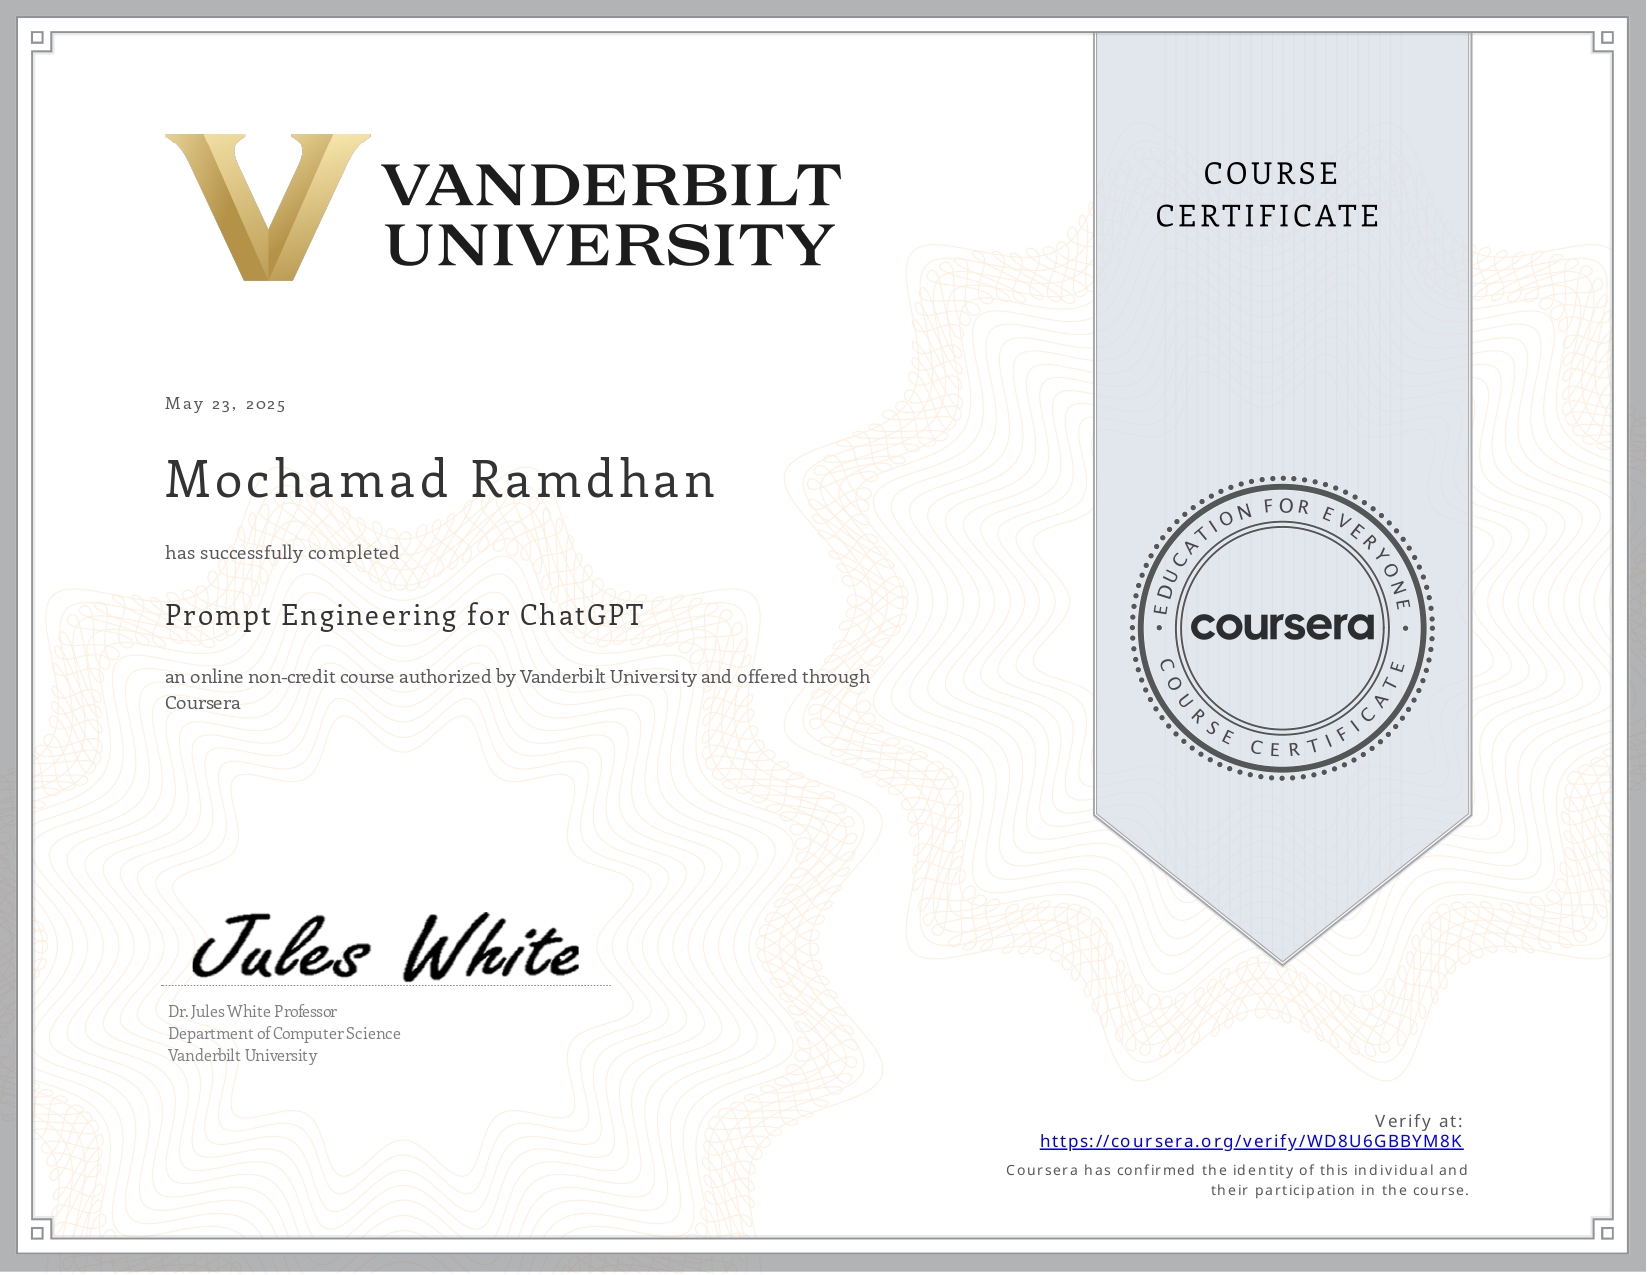 VANDERBILT
UNIVERSITY
COURSE
CERTIFICATE
May 23, 2025
Mochamad Ramdhan
has successfully completed
Prompt Engineering for ChatGPT
an online non-credit course authorized by Vanderbilt University and offered through
Coursera
EDUCATION FOR EVERYONE
coursera
COURSE CERTIFICATE
Jules White
Dr. Jules White Professor
Department of Computer Science
Vanderbilt University
Verify at:
https://coursera.org/verify/WD8U6GBBYM8K
Coursera has confirmed the identity of this individual and
their participation in the course.